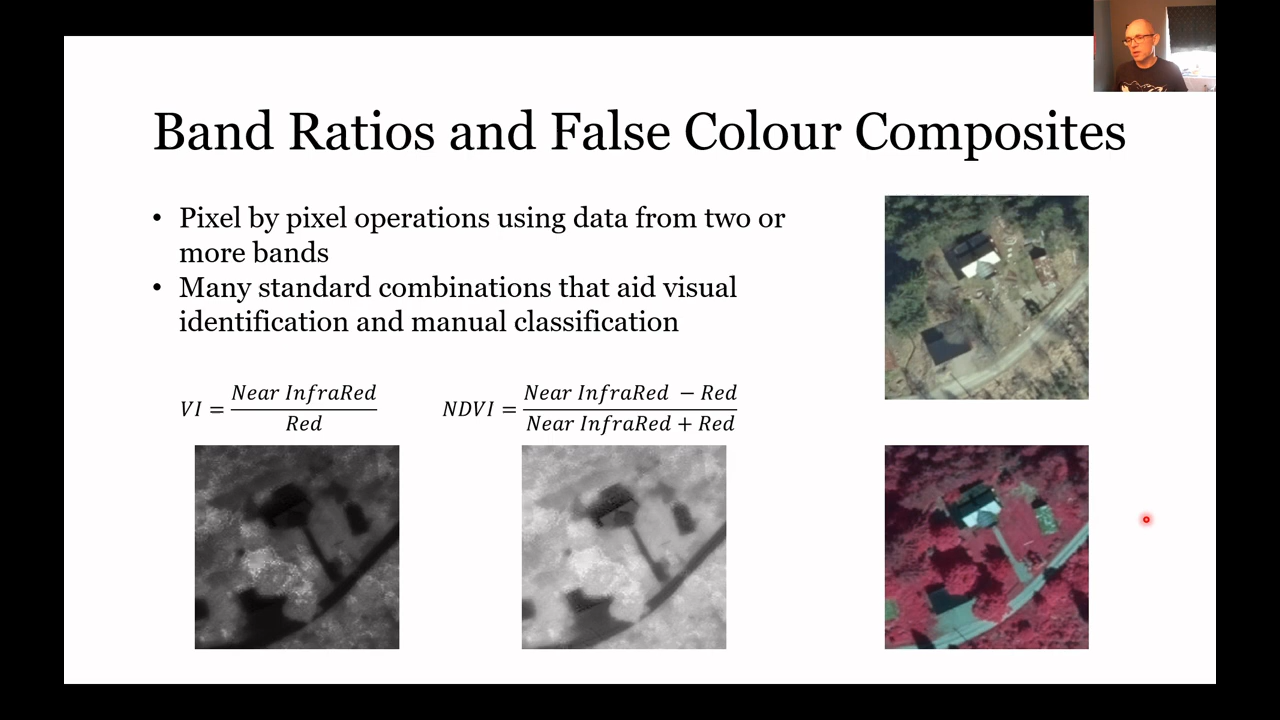 Band Ratios and False Colour Composites
• Pixel by pixel operations using data from two or
more bands
• Many standard combinations that aid visual
identification and manual classification
VI = Near InfraRed / Red
NDVI = Near InfraRed − Red / Near InfraRed + Red